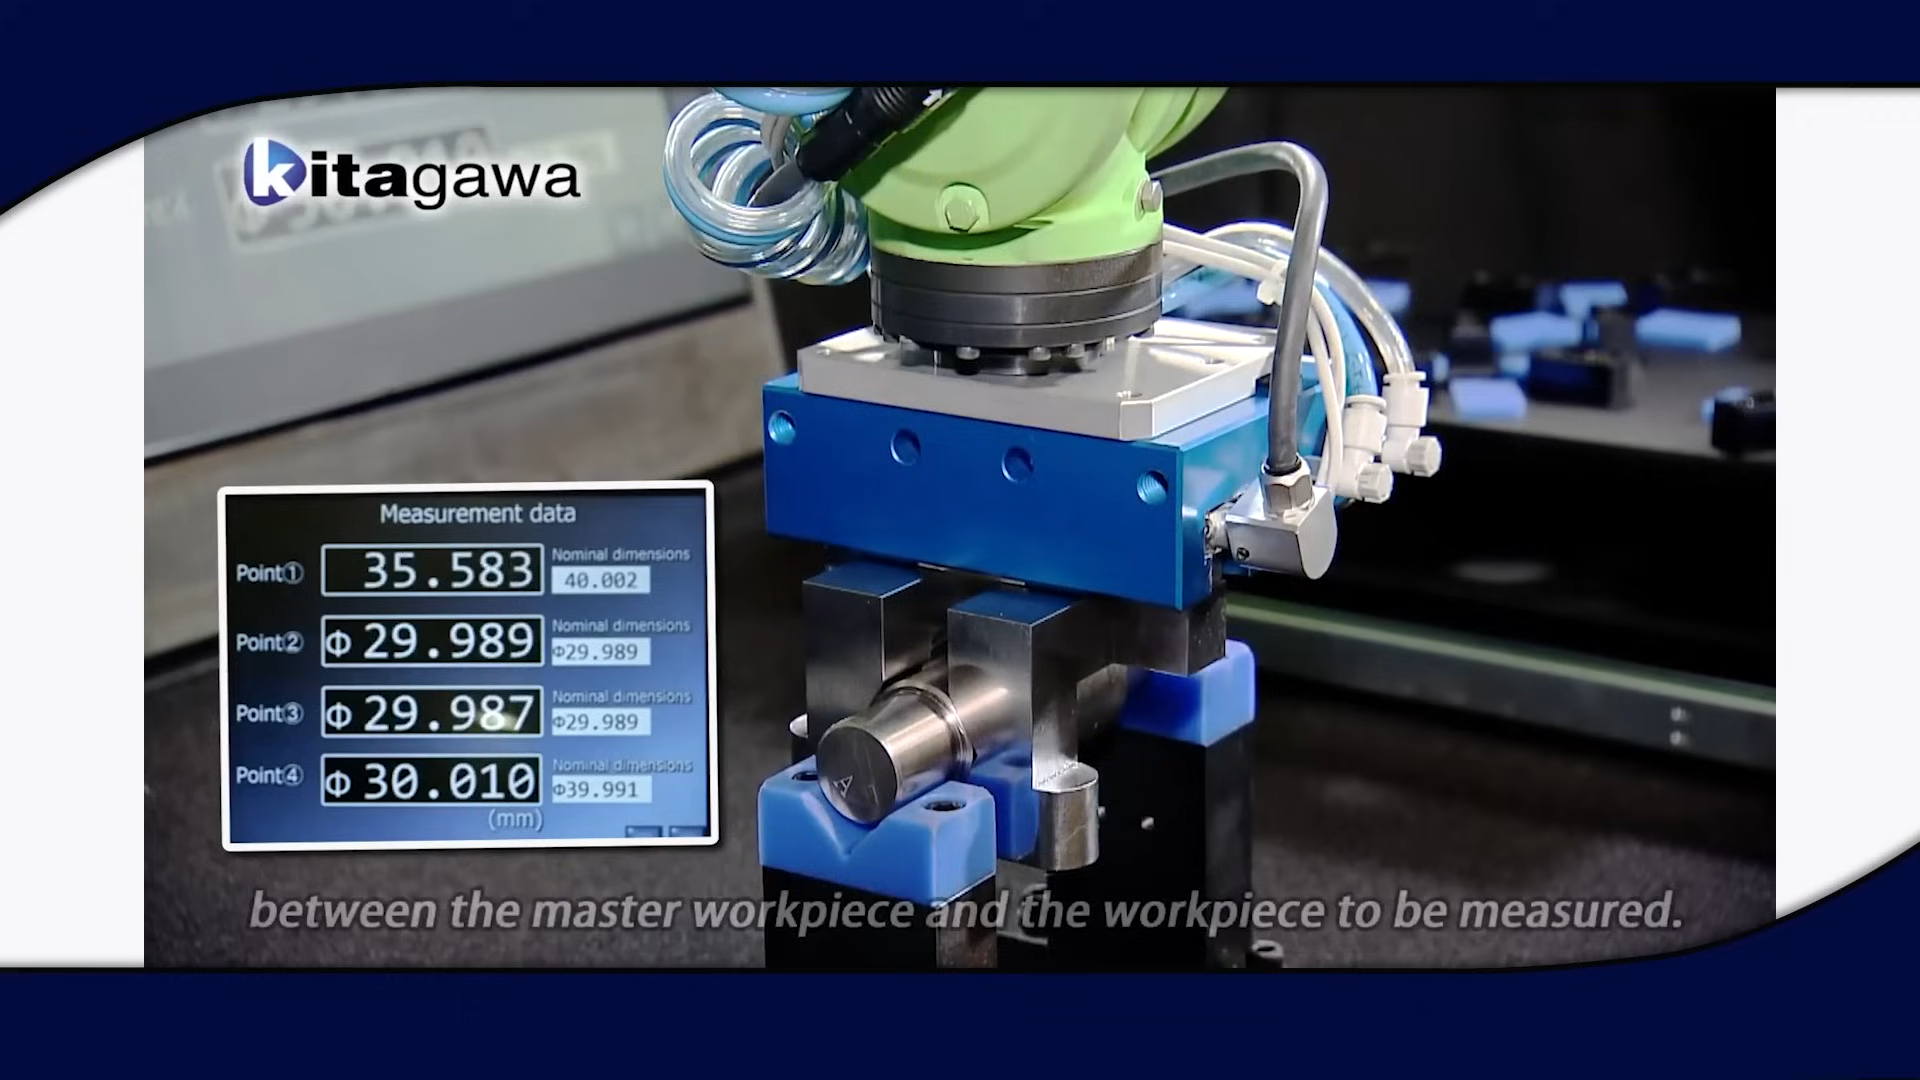 kitagawa
Measurement data
Point① 35.583 Nominal dimensions 40.002
Point② Φ29.989 Nominal dimensions Φ29.989
Point③ Φ29.987 Nominal dimensions Φ29.989
Point④ Φ30.010 Nominal dimensions Φ39.991
(mm)
A
between the master workpiece and the workpiece to be measured.